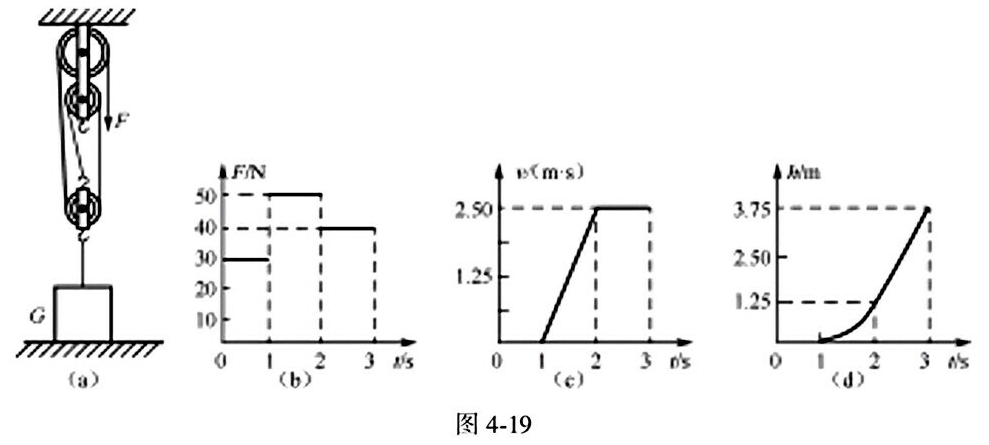 F
G
(a)
F/N
50
40
30
20
10
0 1 2 3 t/s
(b)
v(m·s)
2.50
1.25
0 1 2 3 t/s
(c)
h/m
3.75
2.50
1.25
0 1 2 3 t/s
(d)
图 4-19